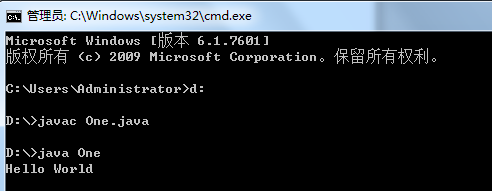 管理员: C:\Windows\system32\cmd.exe
Microsoft Windows [版本 6.1.7601]
版权所有 (c) 2009 Microsoft Corporation。保留所有权利。
C:\Users\Administrator>d:
D:\>javac One.java
D:\>java One
Hello World